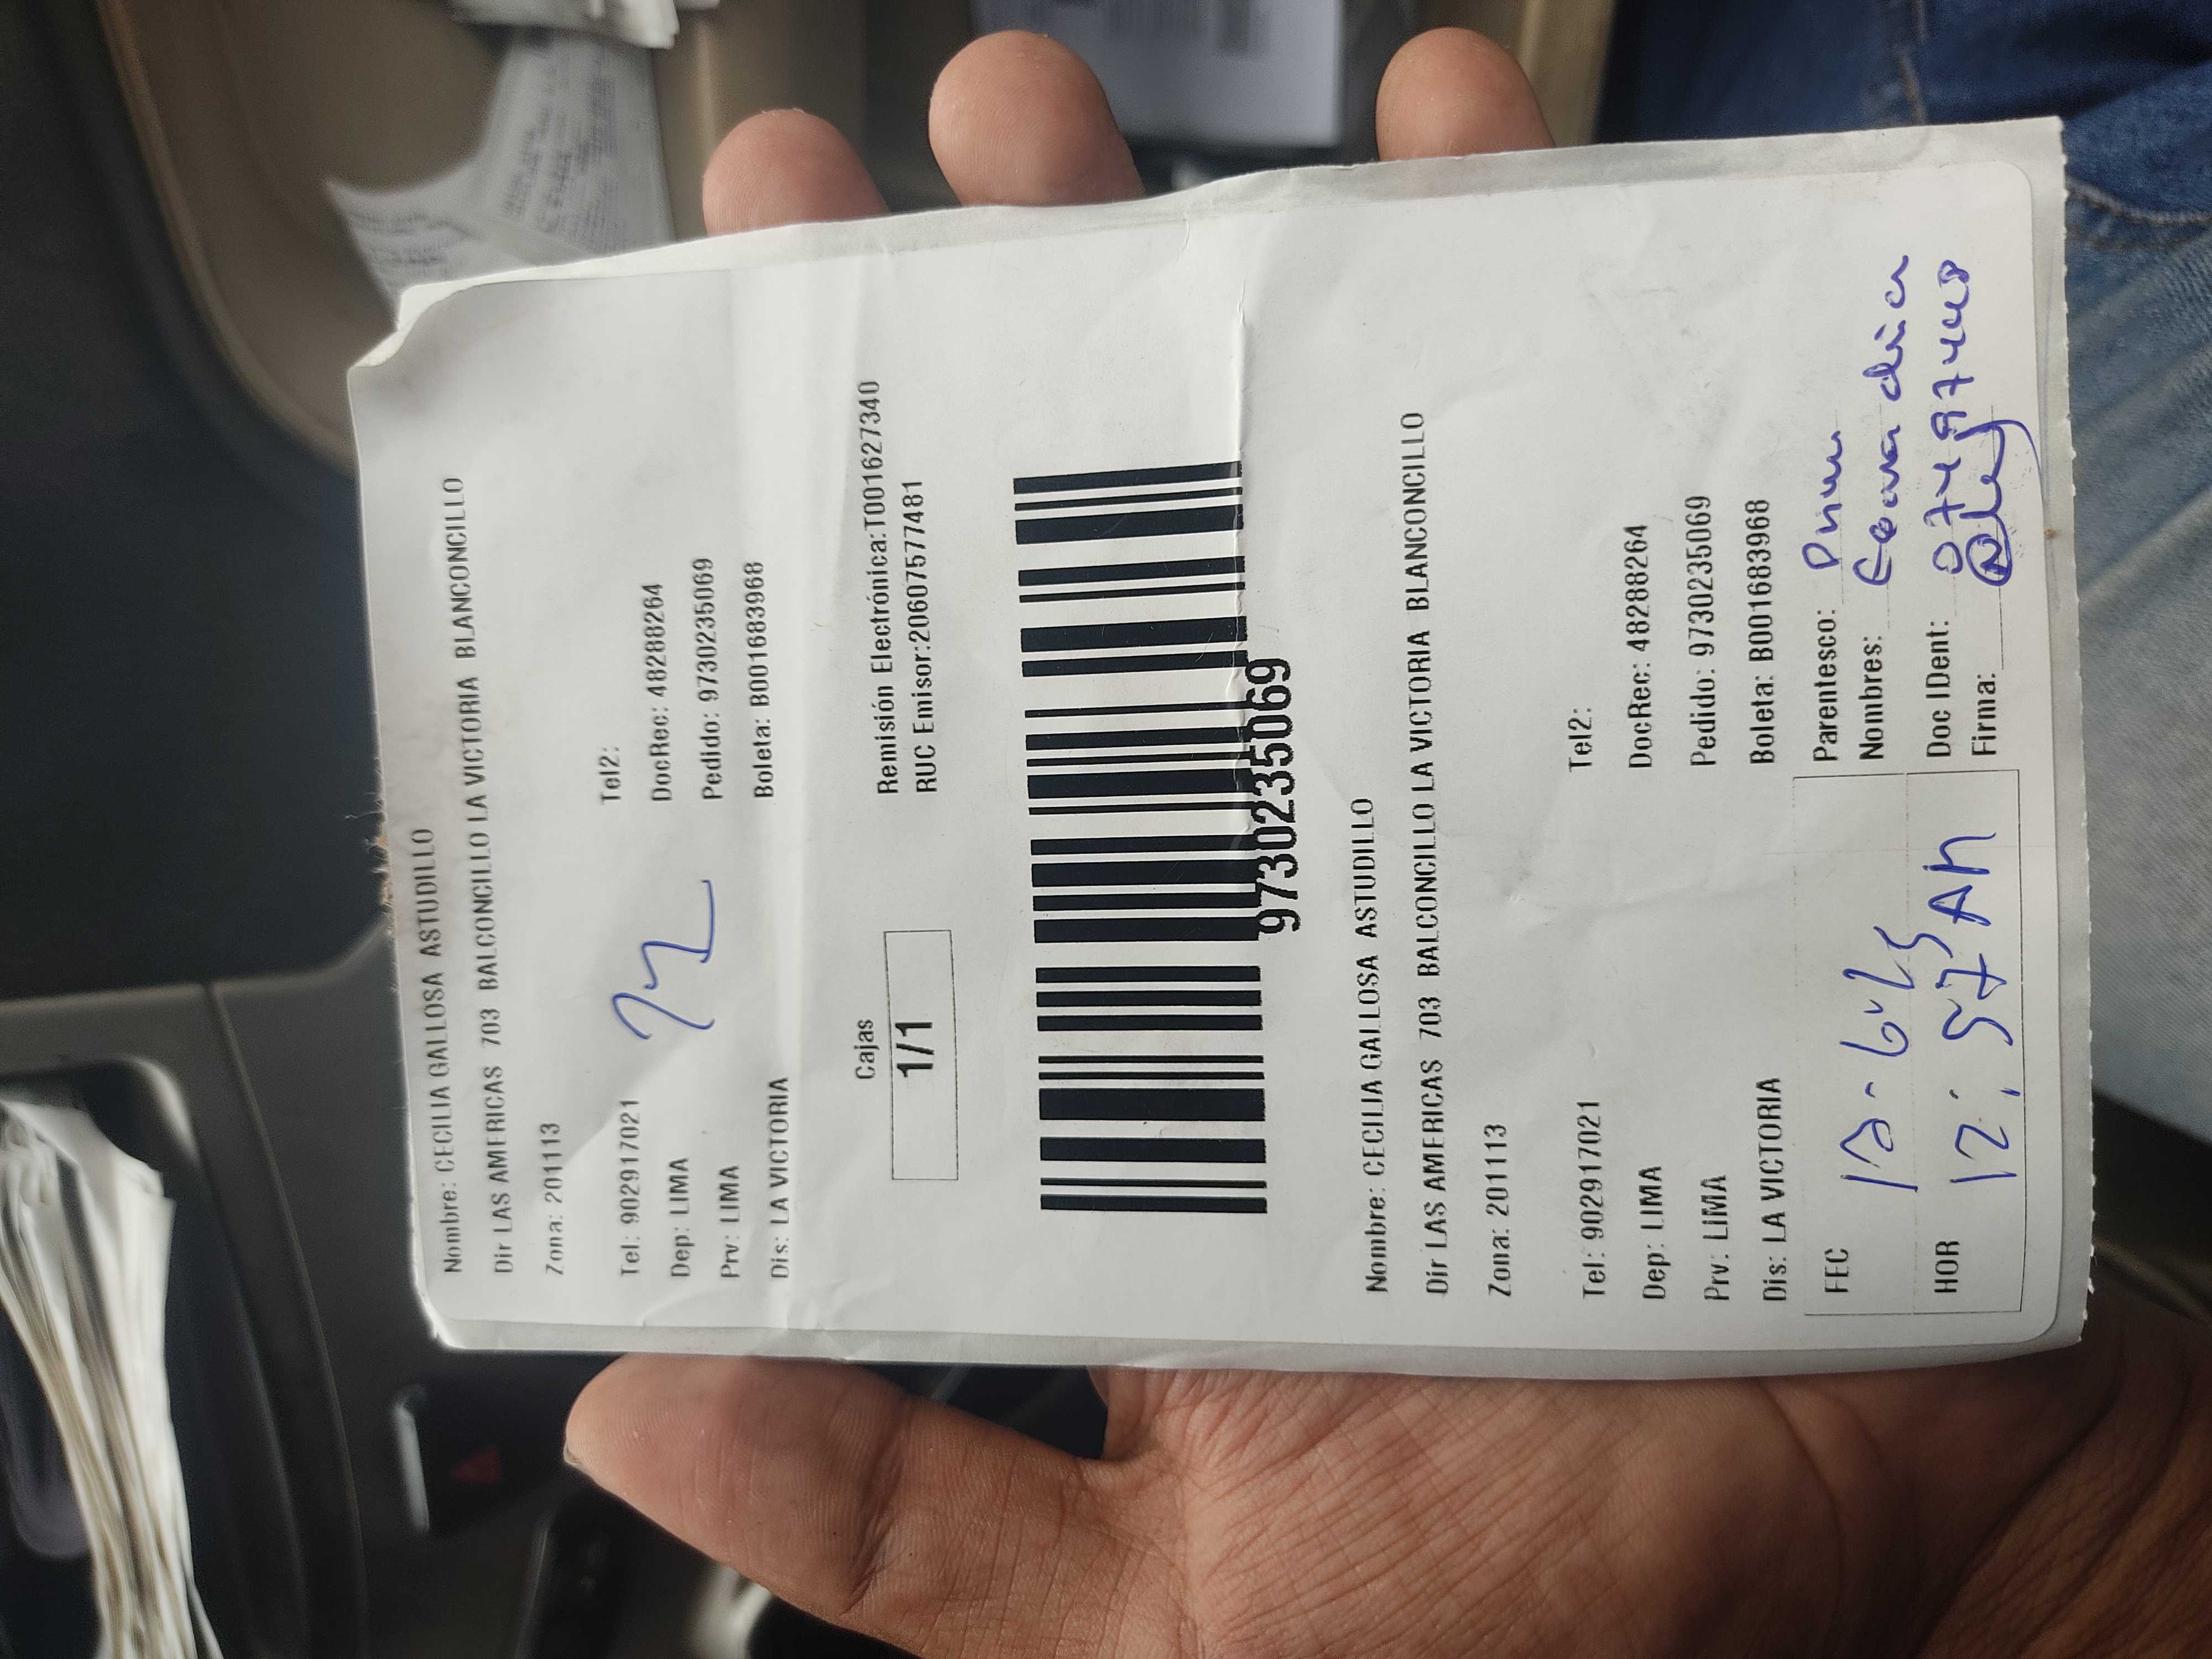 Nombre: CECILIA GALLOSA ASTUDILLO
Dir LAS AMERICAS 703 BALCONCILLO LA VICTORIA BLANCONCILLO
Zona: 201113
Tel: 902917021 Tel2:
Dep: LIMA DocRec: 48288264
Prv: LIMA Pedido: 9730235069
Dis: LA VICTORIA Boleta: B001683968
Cajas Remisión Electrónica:T001627340
1/1 RUC Emisor:20607577481
9730235069
Nombre: CECILIA GALLOSA ASTUDILLO
Dir LAS AMERICAS 703 BALCONCILLO LA VICTORIA BLANCONCILLO
Zona: 201113
Tel: 902917021 Tel2:
Dep: LIMA DocRec: 48288264
Prv: LIMA Pedido: 9730235069
Dis: LA VICTORIA Boleta: B001683968
FEC Parentesco:
Nombres:
HOR 12:57 AM Doc IDent:
Firma: